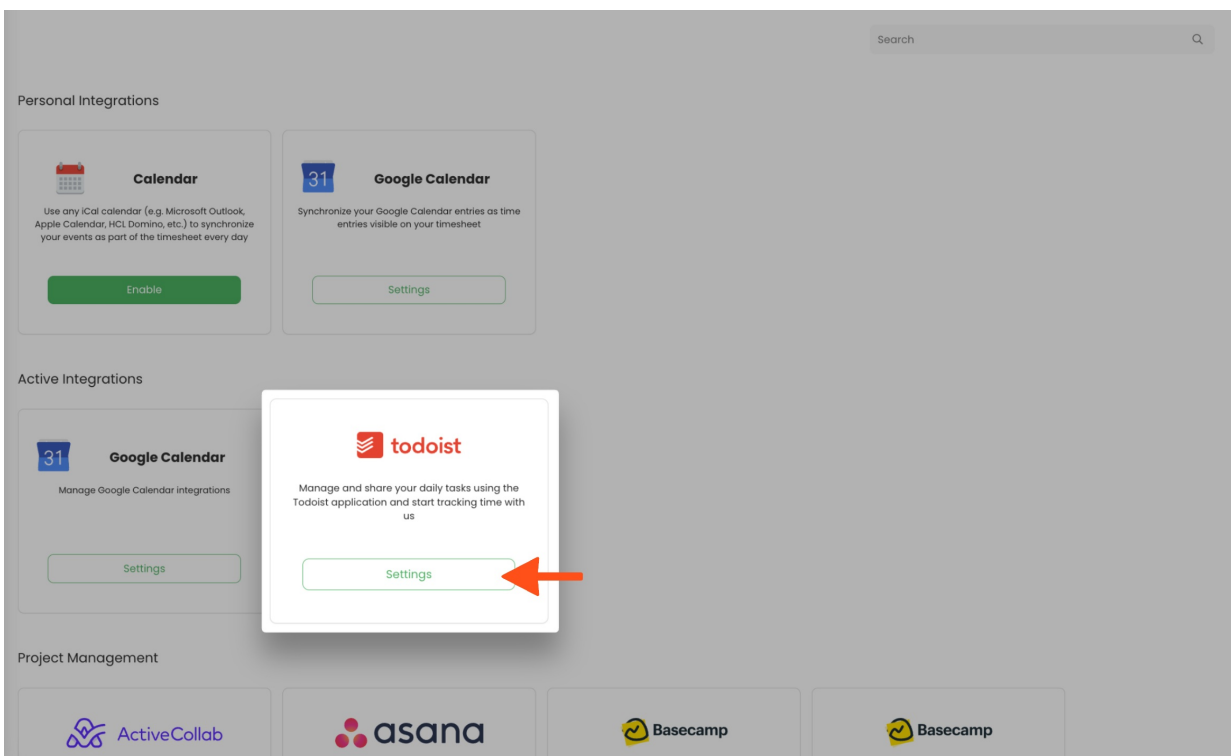 Search
Personal Integrations
31
Calendar
Google Calendar
Use any iCal calendar (e.g. Microsoft Outlook,
Apple Calendar, HCL Domino, etc.) to synchronize
your events as part of the timesheet every day
Synchronize your Google Calendar entries as time
entries visible on your timesheet
Enable
Settings
Active Integrations
31
Google Calendar
Manage Google Calendar integrations
Settings
todoist
Manage and share your daily tasks using the
Todoist application and start tracking time with
us
Settings
Project Management
ActiveCollab
asana
Basecamp
Basecamp